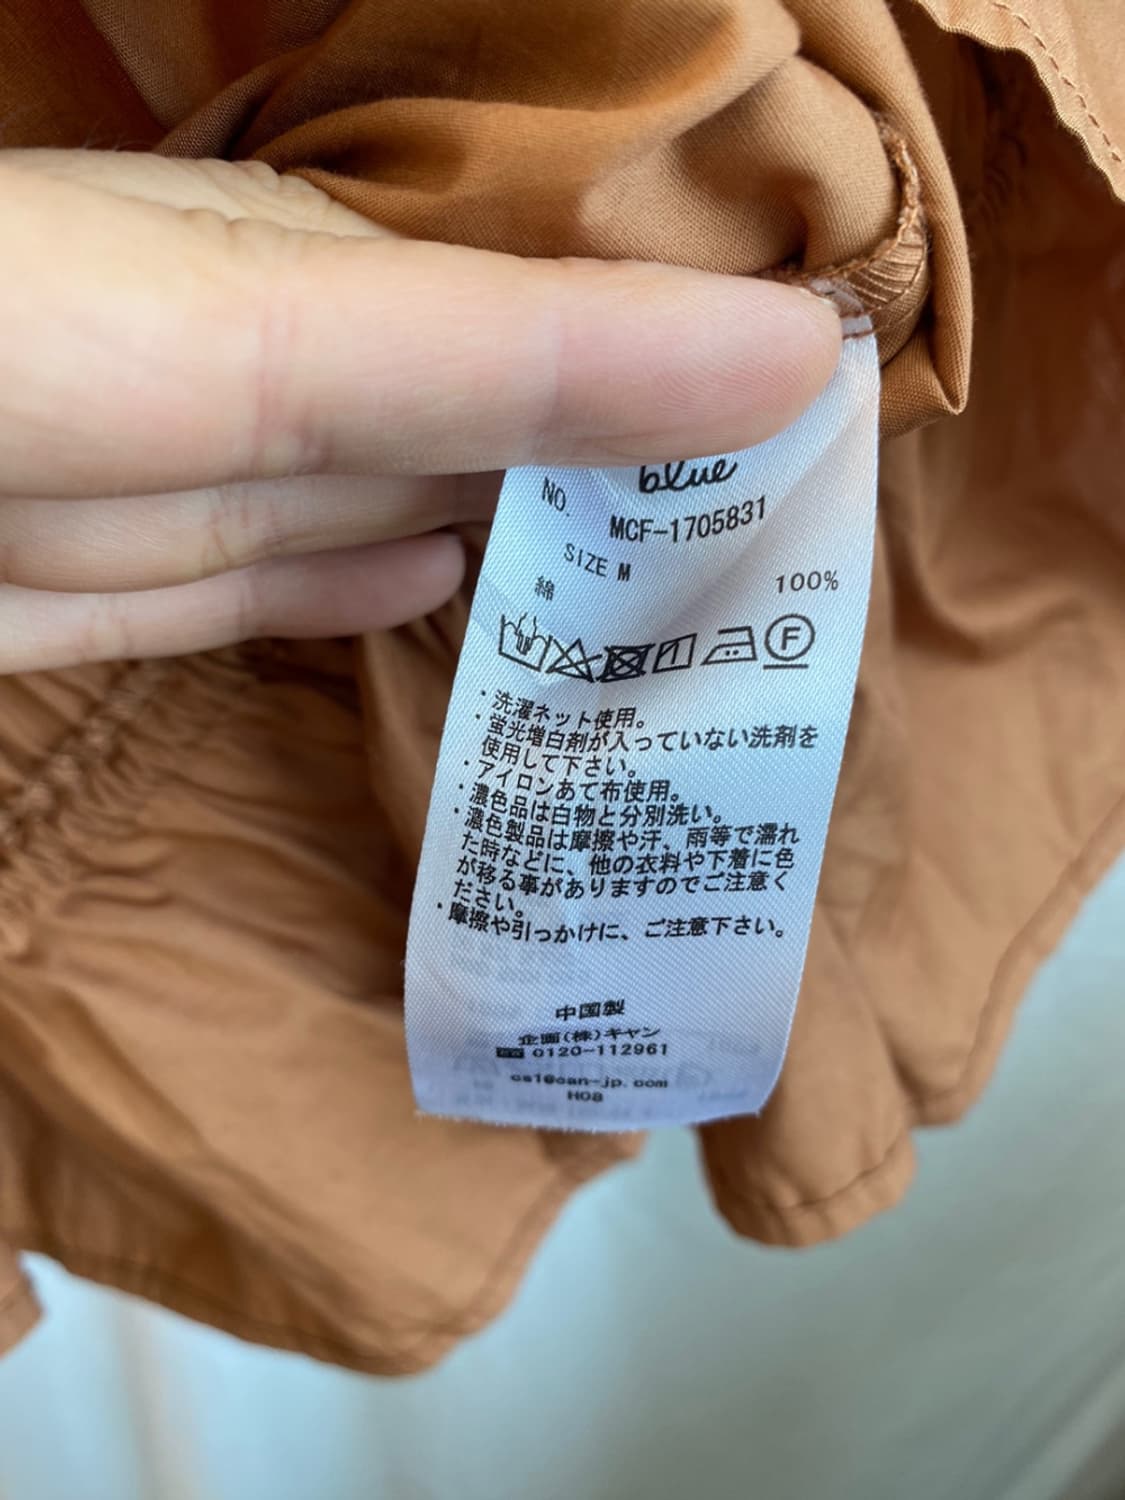 blue
NO. MCF-1705831
SIZE M
綿 100%
F
・洗濯ネット使用。
・蛍光増白剤が入っていない洗剤を
使用して下さい。
・アイロンあて布使用。
・濃色品は白物と分別洗い。
・濃色製品は摩擦や汗、雨等で濡れ
た時などに、他の衣料や下着に色
が移る事がありますのでご注意く
ださい。
・摩擦や引っかけに、ご注意下さい。
中国製
企画(株)キャン
0120-112961
cs1@can-jp.com
H08